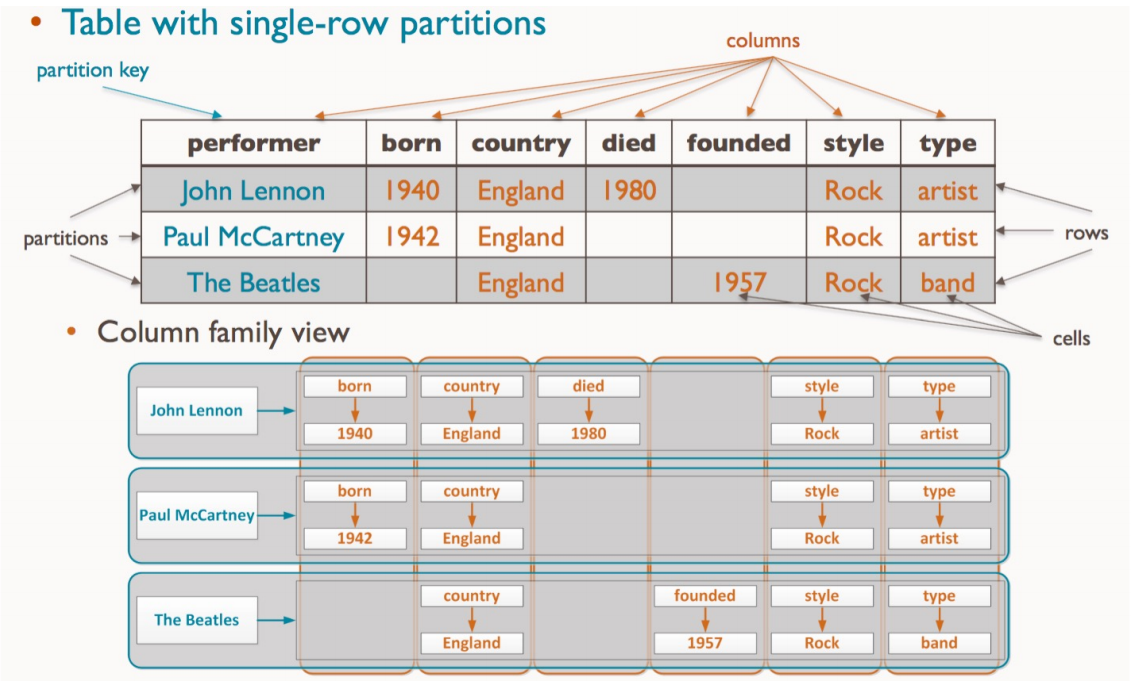 • Table with single-row partitions
columns
partition key
performer born country died founded style type
John Lennon 1940 England 1980 Rock artist
partitions Paul McCartney 1942 England Rock artist rows
The Beatles England 1957 Rock band
• Column family view
cells
born country died style type
John Lennon
1940 England 1980 Rock artist
born country style type
Paul McCartney
1942 England Rock artist
country founded style type
The Beatles
England 1957 Rock band